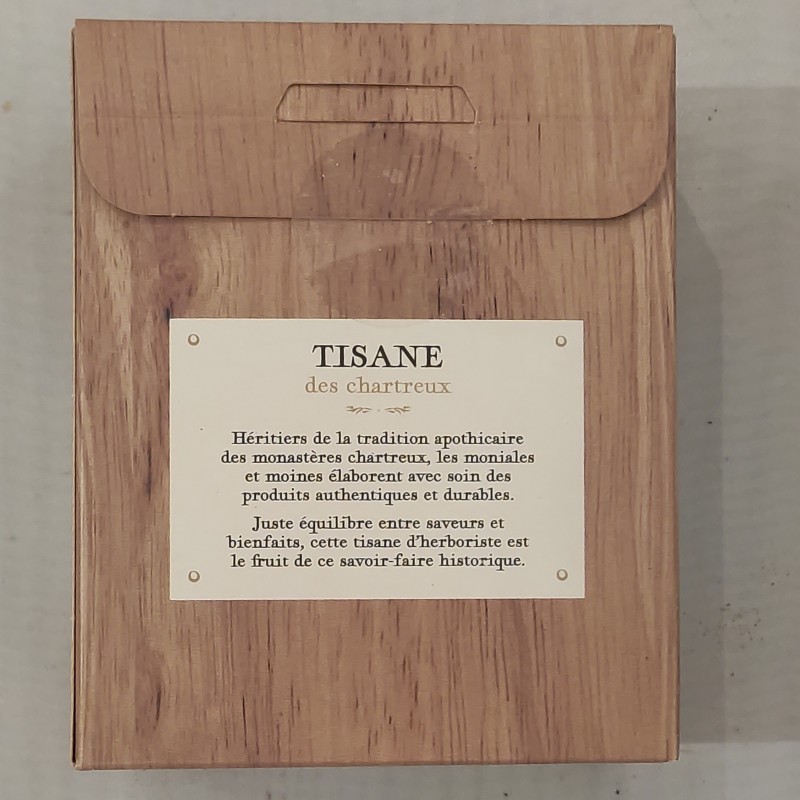 TISANE
des chartreux
Héritiers de la tradition apothicaire
des monastères chartreux, les moniales
et moines élaborent avec soin des
produits authentiques et durables.
Juste équilibre entre saveurs et
bienfaits, cette tisane d'herboriste est
le fruit de ce savoir-faire historique.